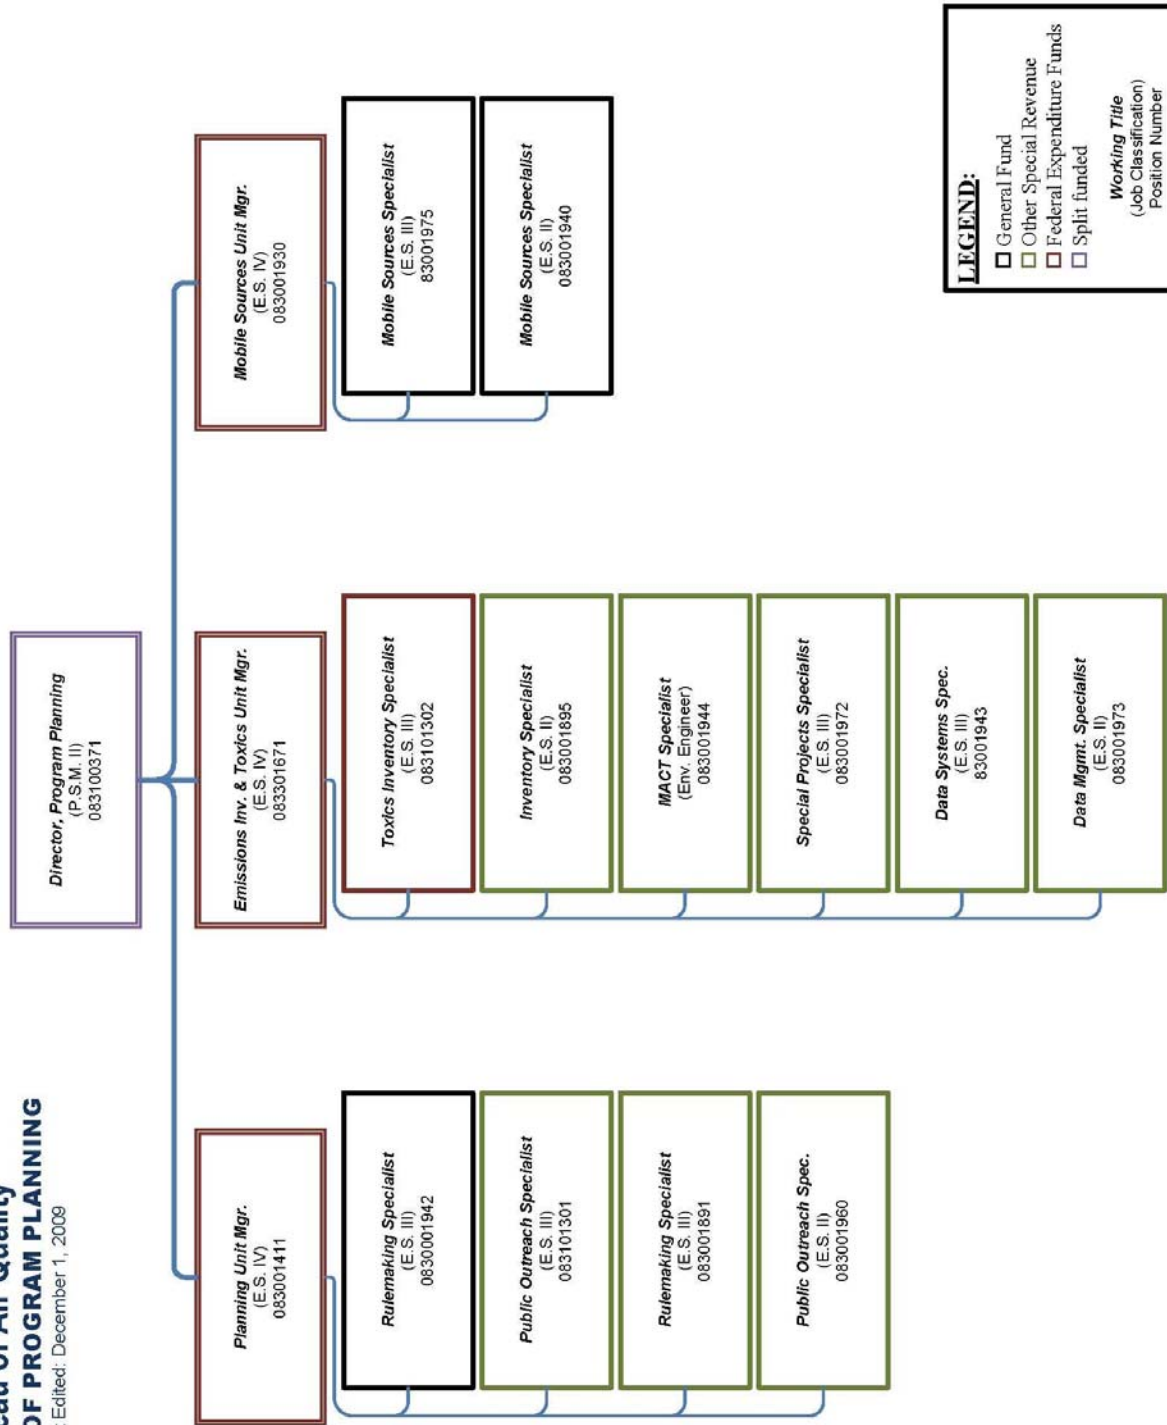 Of Air Quality
OF PROGRAM PLANNING
Edited: December 1, 2009
Director, Program Planning
(P.S.M. II)
083100371
Planning Unit Mgr.
(E.S. IV)
083001411
Rulemaking Specialist
(E.S. III)
0830001942
Public Outreach Specialist
(E.S. III)
083101301
Rulemaking Specialist
(E.S. III)
083001891
Public Outreach Spec.
(E.S. II)
083001960
Emissions Inv. & Toxics Unit Mgr.
(E.S. IV)
083301671
Toxics Inventory Specialist
(E.S. III)
083101302
Inventory Specialist
(E.S. II)
083001895
MACT Specialist
(Env. Engineer)
083001944
Special Projects Specialist
(E.S. III)
083001972
Data Systems Spec.
(E.S. III)
83001943
Data Mgmt. Specialist
(E.S. II)
083001973
Mobile Sources Unit Mgr.
(E.S. IV)
083001930
Mobile Sources Specialist
(E.S. III)
83001975
Mobile Sources Specialist
(E.S. II)
083001940
LEGEND:
General Fund
Other Special Revenue
Federal Expenditure Funds
Split funded
Working Title
(Job Classification)
Position Number